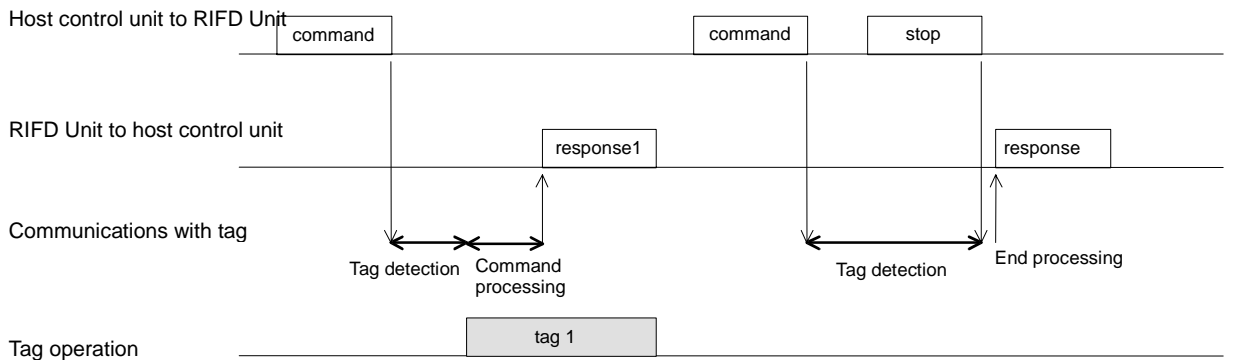 Host control unit to RIFD Unit
command
command
stop
RIFD Unit to host control unit
response1
response
Communications with tag
Tag detection
Command
processing
Tag detection
End processing
Tag operation
tag 1